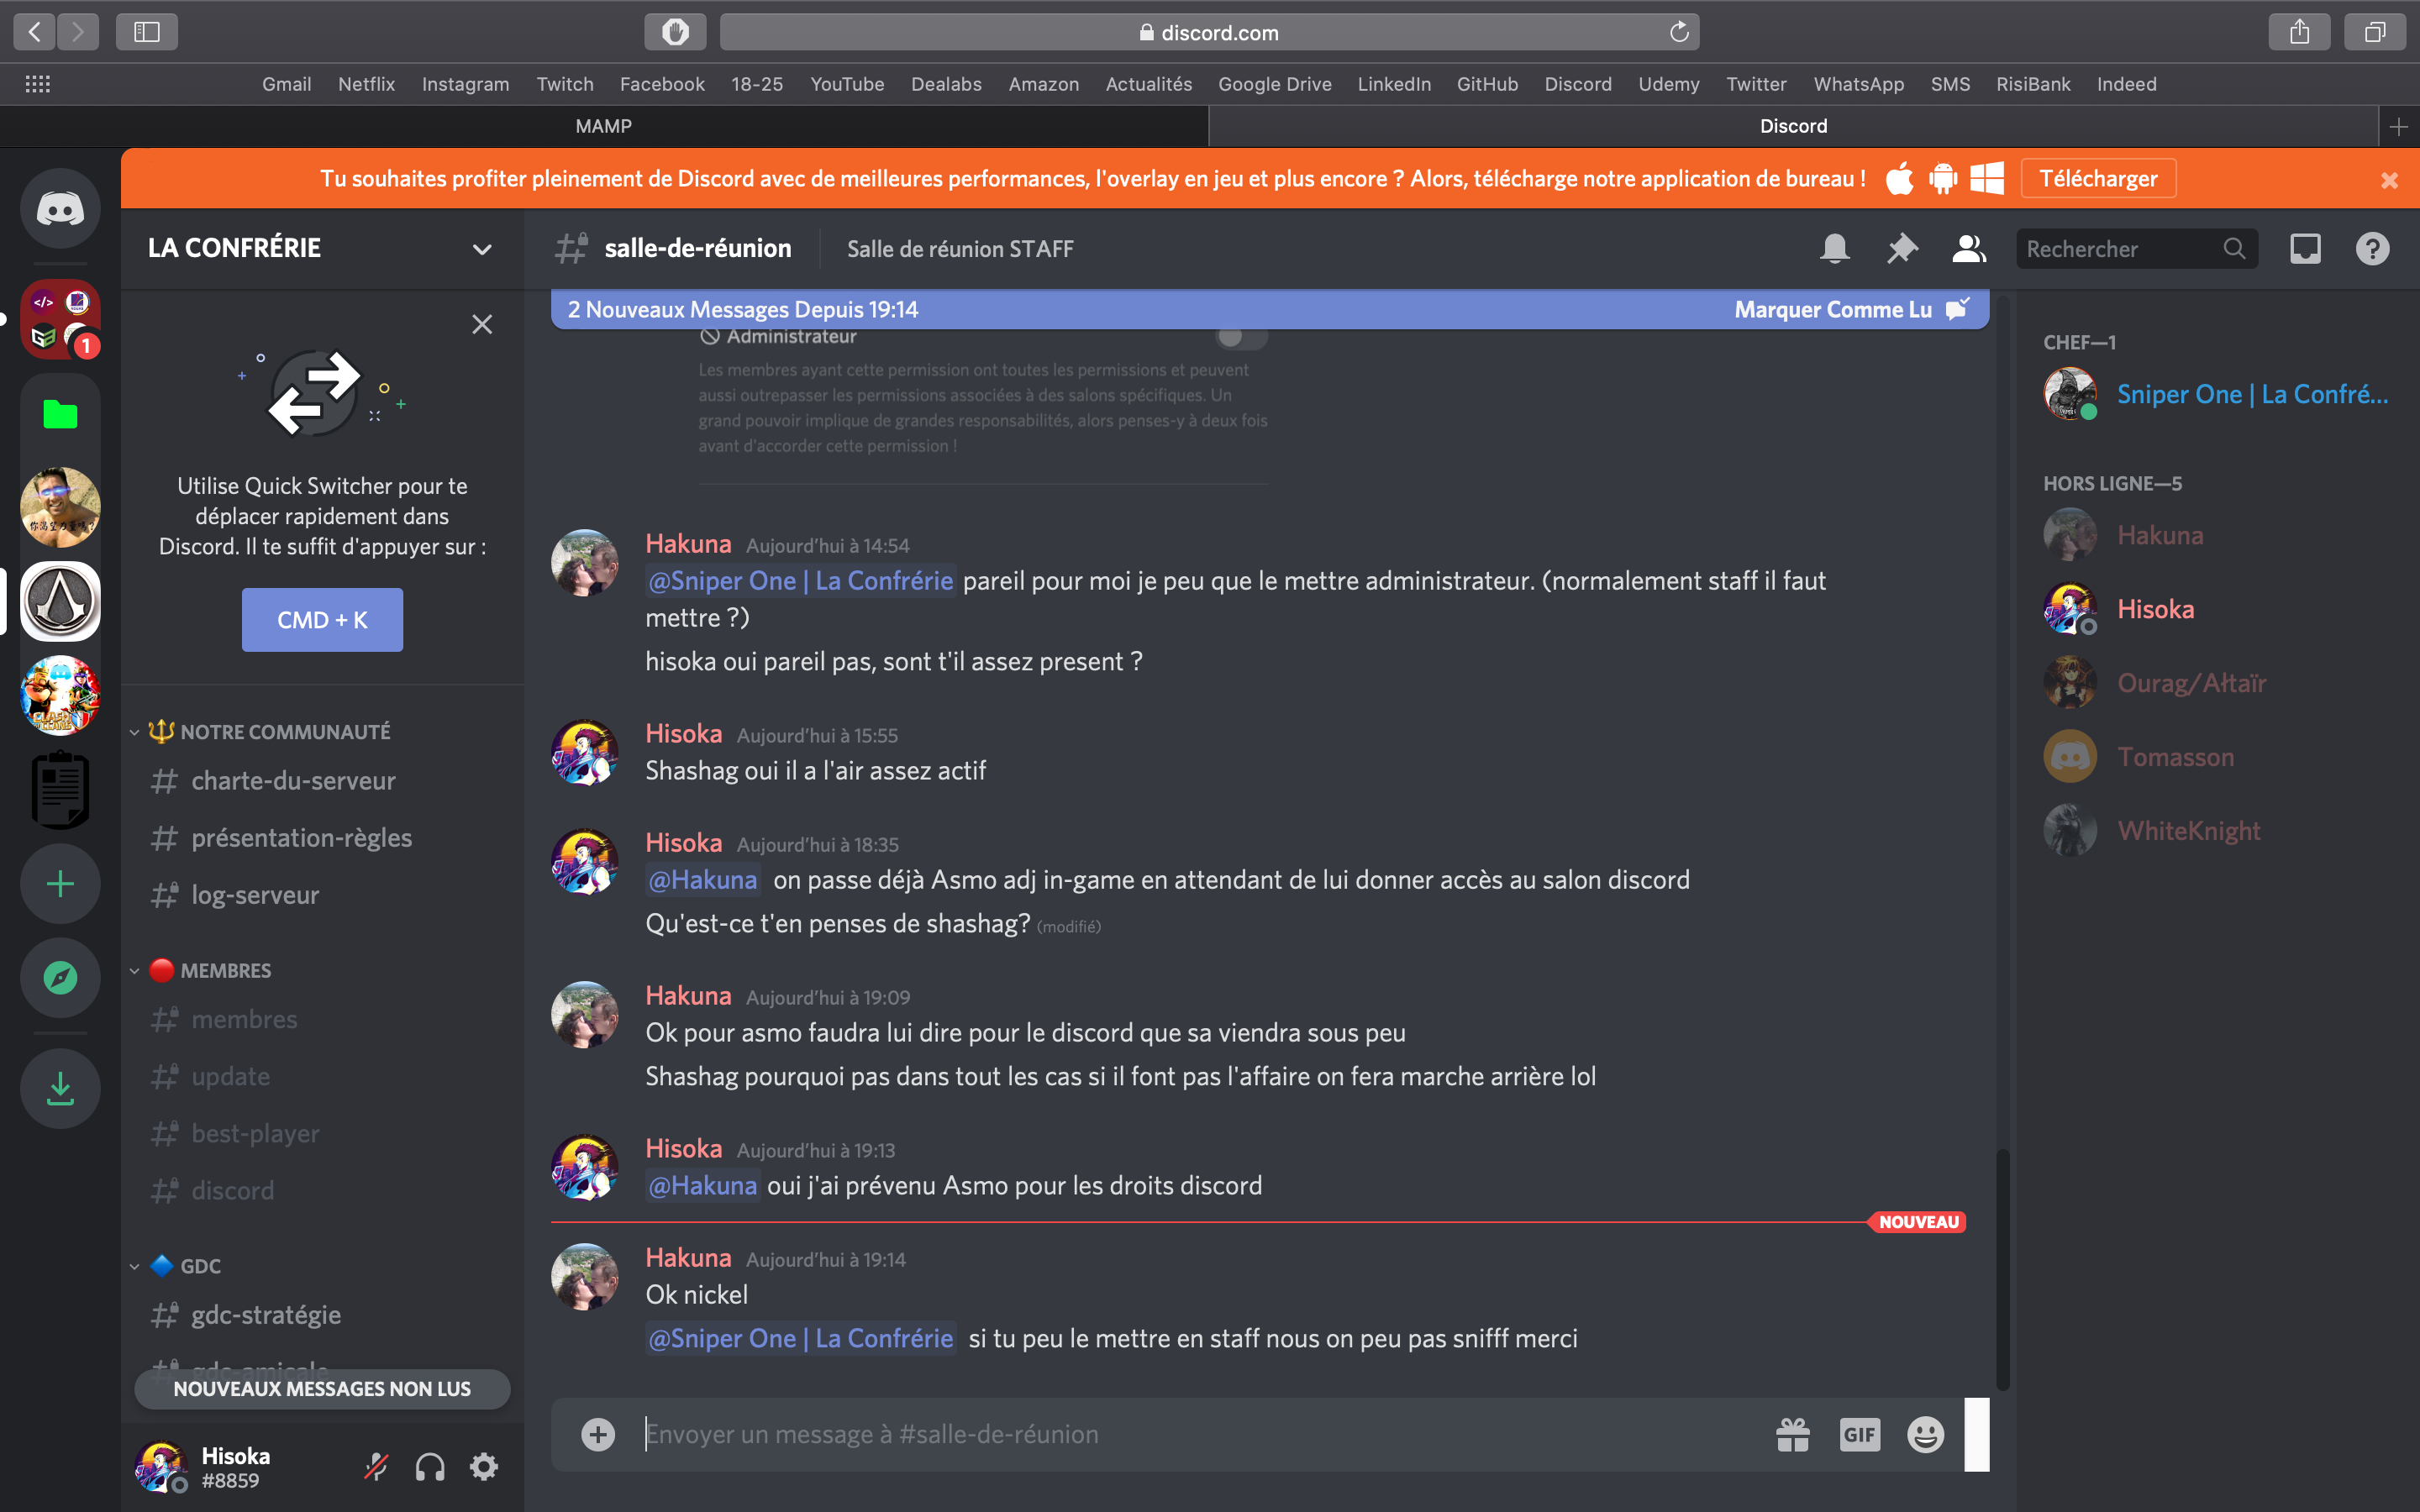 discord.com
Gmail Netflix Instagram Twitch Facebook 18-25 YouTube Dealabs Amazon Actualités Google Drive LinkedIn GitHub Discord Udemy Twitter WhatsApp SMS RisiBank Indeed
MAMP Discord
Tu souhaites profiter pleinement de Discord avec de meilleures performances, l'overlay en jeu et plus encore ? Alors, télécharge notre application de bureau ! Télécharger
1
LA CONFRÉRIE
Utilise Quick Switcher pour te
déplacer rapidement dans
Discord. Il te suffit d'appuyer sur :
CMD + K
NOTRE COMMUNAUTÉ
charte-du-serveur
présentation-règles
log-serveur
MEMBRES
membres
update
best-player
discord
GDC
gdc-stratégie
gdc-amicale
NOUVEAUX MESSAGES NON LUS
Hisoka
#8859
salle-de-réunion Salle de réunion STAFF
Rechercher
2 Nouveaux Messages Depuis 19:14 Marquer Comme Lu
Administrateur
Les membres ayant cette permission ont toutes les permissions et peuvent
aussi outrepasser les permissions associées à des salons spécifiques. Un
grand pouvoir implique de grandes responsabilités, alors penses-y à deux fois
avant d'accorder cette permission !
Hakuna Aujourd'hui à 14:54
@Sniper One | La Confrérie pareil pour moi je peu que le mettre administrateur. (normalement staff il faut
mettre ?)
hisoka oui pareil pas, sont t'il assez present ?
Hisoka Aujourd'hui à 15:55
Shashag oui il a l'air assez actif
Hisoka Aujourd'hui à 18:35
@Hakuna on passe déjà Asmo adj in-game en attendant de lui donner accès au salon discord
Qu'est-ce t'en penses de shashag? (modifié)
Hakuna Aujourd'hui à 19:09
Ok pour asmo faudra lui dire pour le discord que sa viendra sous peu
Shashag pourquoi pas dans tout les cas si il font pas l'affaire on fera marche arrière lol
Hisoka Aujourd'hui à 19:13
@Hakuna oui j'ai prévenu Asmo pour les droits discord
NOUVEAU
Hakuna Aujourd'hui à 19:14
Ok nickel
@Sniper One | La Confrérie si tu peu le mettre en staff nous on peu pas snifff merci
Envoyer un message à #salle-de-réunion
GIF
CHEF—1
Sniper One | La Confré...
HORS LIGNE—5
Hakuna
Hisoka
Ourag/Ałtaïr
Tomasson
WhiteKnight